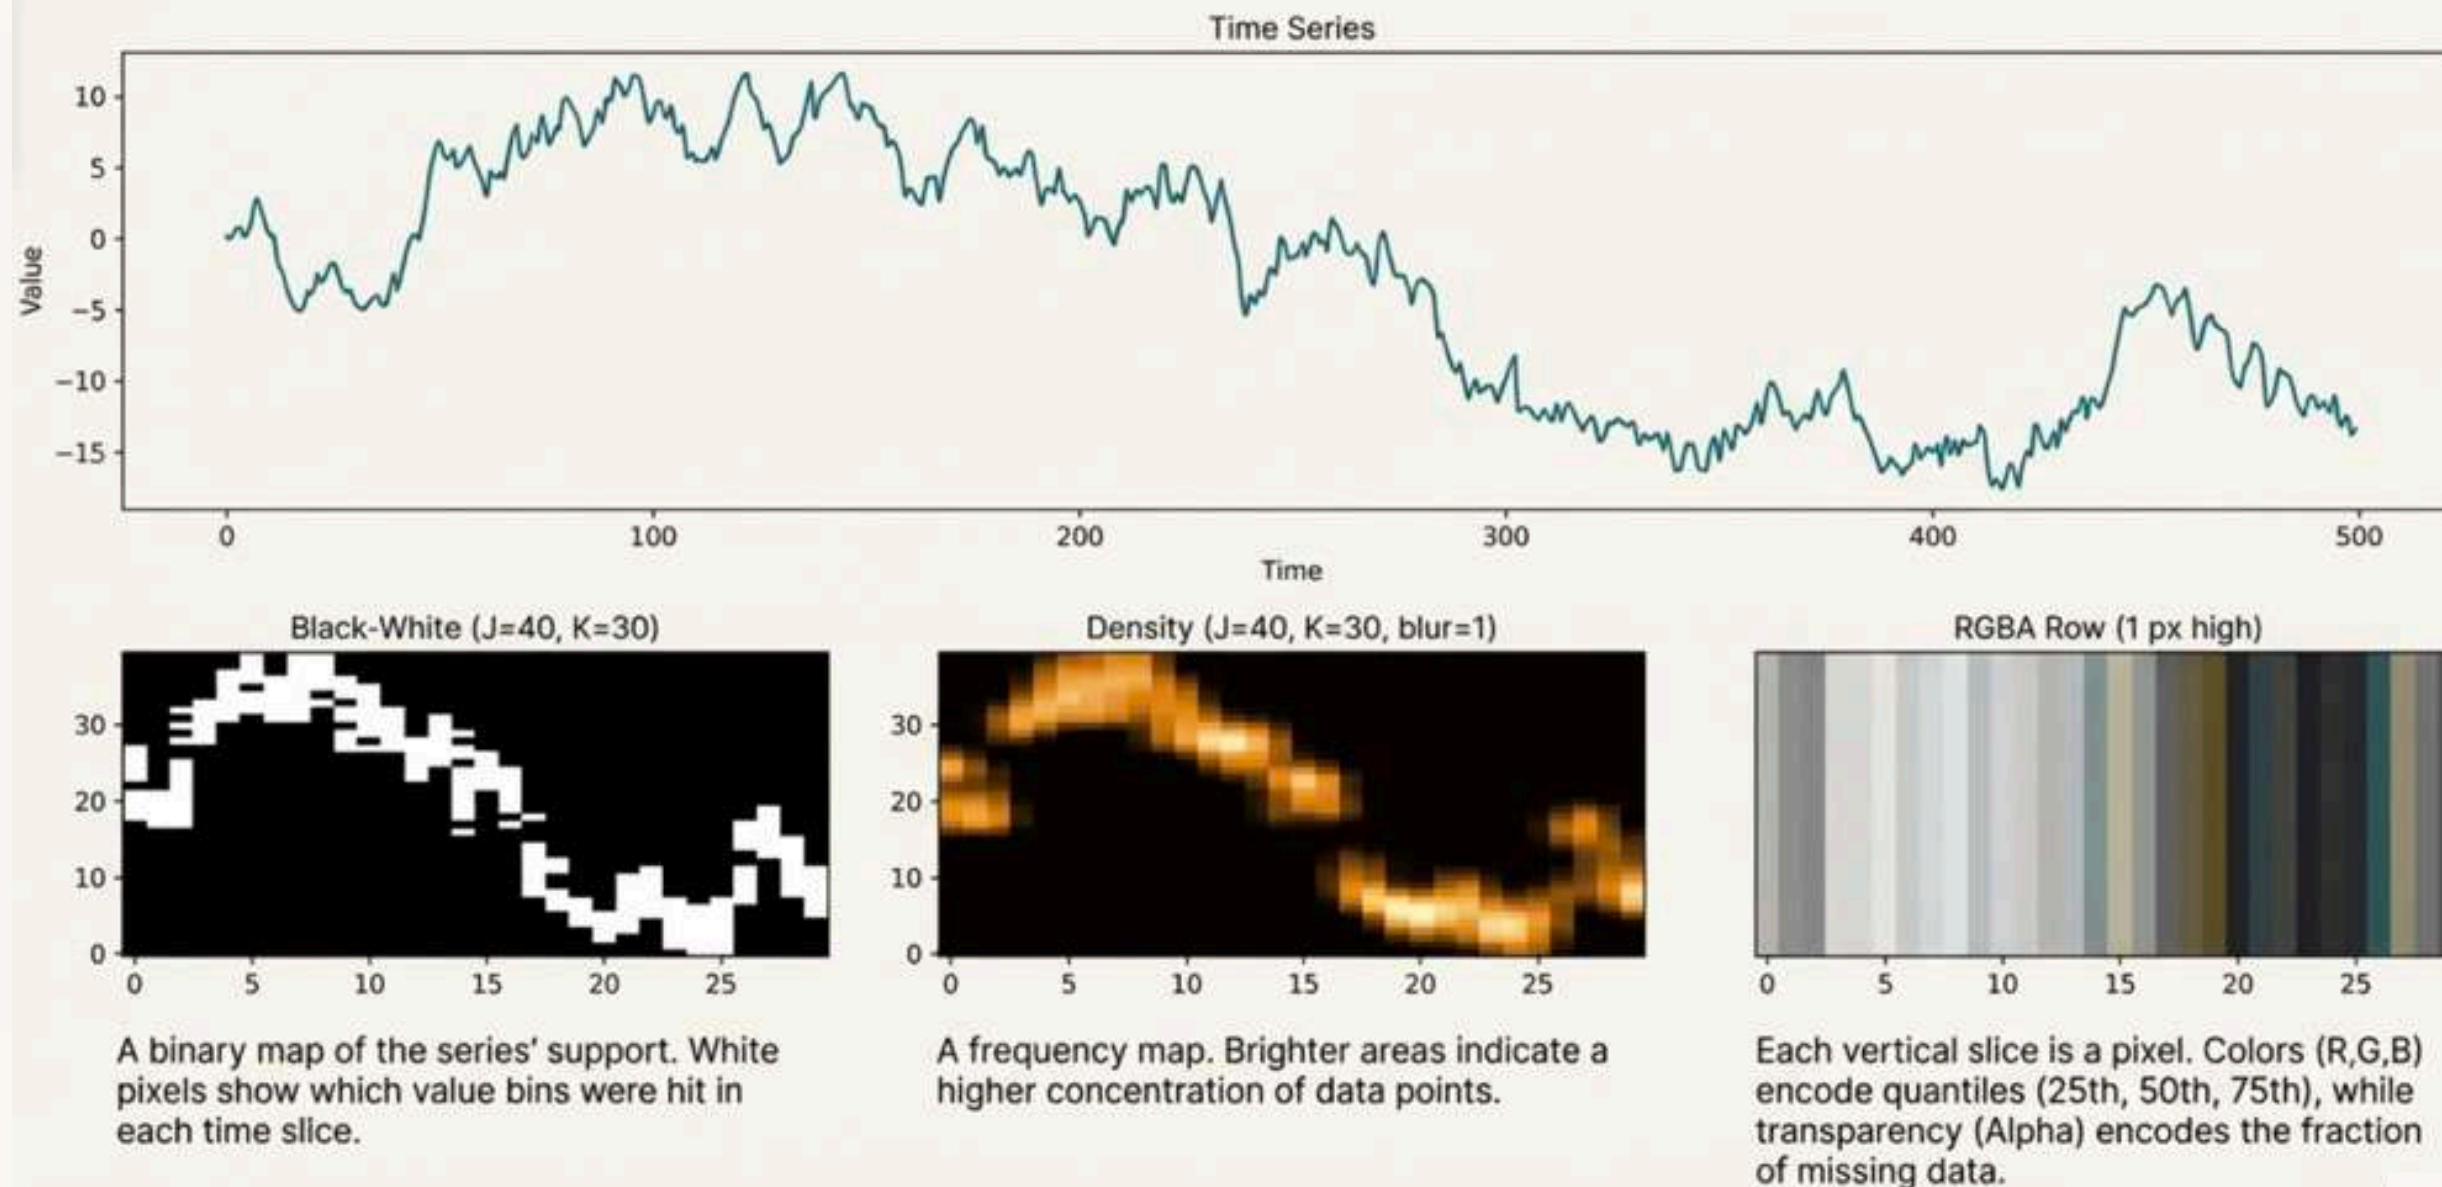 Time Series
10
5
0
−5
−10
−15
Value
0 100 200 300 400 500
Time
Black-White (J=40, K=30)
30
20
10
0
0 5 10 15 20 25
A binary map of the series’ support. White
pixels show which value bins were hit in
each time slice.
Density (J=40, K=30, blur=1)
30
20
10
0
0 5 10 15 20 25
A frequency map. Brighter areas indicate a
higher concentration of data points.
RGBA Row (1 px high)
0 5 10 15 20 25
Each vertical slice is a pixel. Colors (R,G,B)
encode quantiles (25th, 50th, 75th), while
transparency (Alpha) encodes the fraction
of missing data.